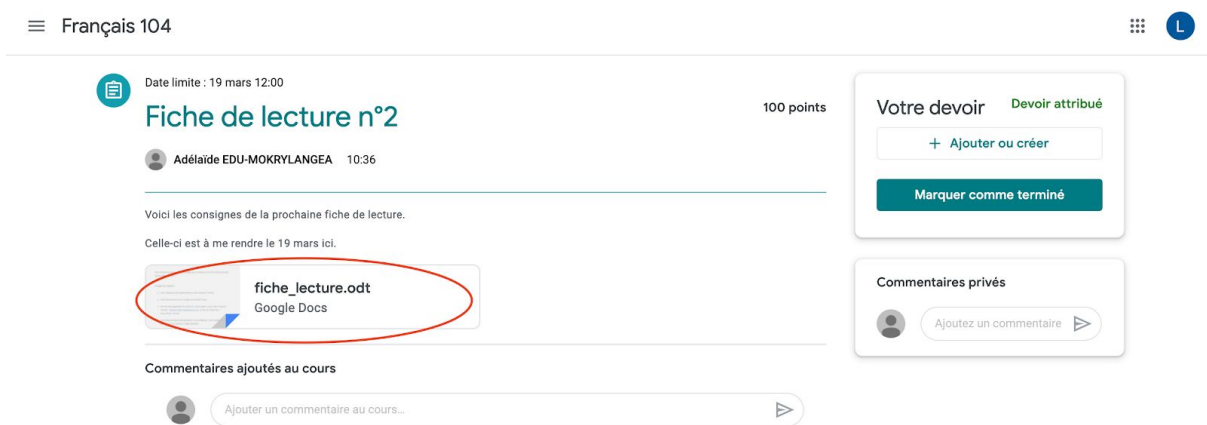 Français 104
L
Date limite : 19 mars 12:00
Fiche de lecture n°2
100 points
Adélaïde EDU-MOKRYLANGEA 10:36
Voici les consignes de la prochaine fiche de lecture.
Celle-ci est à me rendre le 19 mars ici.
fiche_lecture.odt
Google Docs
Commentaires ajoutés au cours
Ajouter un commentaire au cours...
Votre devoir
Devoir attribué
+ Ajouter ou créer
Marquer comme terminé
Commentaires privés
Ajoutez un commentaire